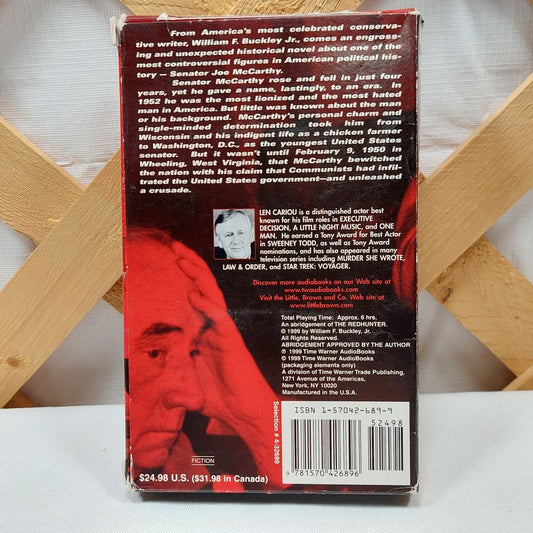 From America's most celebrated conserva-
tive writer, William F. Buckley Jr., comes an engross-
ing and unexpected historical novel about one of the
most controversial figures in American political his-
tory — Senator Joe McCarthy.
Senator McCarthy rose and fell in just four
years, yet he gave a name, lastingly, to an era. In
1952 he was the most lionized and the most hated
man in America. But little was known about the man
or his background. McCarthy's personal charm and
single-minded determination took him from
Wisconsin and his indigent life as a chicken farmer
to Washington, D.C., as the youngest United States
senator. But it wasn't until February 9, 1950 in
Wheeling, West Virginia, that McCarthy bewitched
the nation with his claim that Communists had infil-
trated the United States government—and unleashed
a crusade.
LEN CARIOU is a distinguished actor best
known for his film roles in EXECUTIVE
DECISION, A LITTLE NIGHT MUSIC, and ONE
MAN. He earned a Tony Award for Best Actor
in SWEENEY TODD, as well as Tony Award
nominations, and has also appeared in many
television series including MURDER SHE WROTE,
LAW & ORDER, and STAR TREK: VOYAGER.
Discover more audiobooks on our Web site at
www.twaudiobooks.com
Visit the Little, Brown and Co. Web site at
www.littlebrown.com
Total Playing Time: Approx. 6 hrs.
An abridgement of THE REDHUNTER.
© 1999 by William F. Buckley, Jr.
All Rights Reserved.
ABRIDGEMENT APPROVED BY THE AUTHOR
℗ 1999 Time Warner AudioBooks
© 1999 Time Warner AudioBooks
(packaging elements only)
A division of Time Warner Trade Publishing,
1271 Avenue of the Americas,
New York, NY 10020
Manufactured in the U.S.A.
Selection # 4-32689
ISBN 1-57042-689-9
52498
9 781570 426896
FICTION
$24.98 U.S. ($31.98 in Canada)